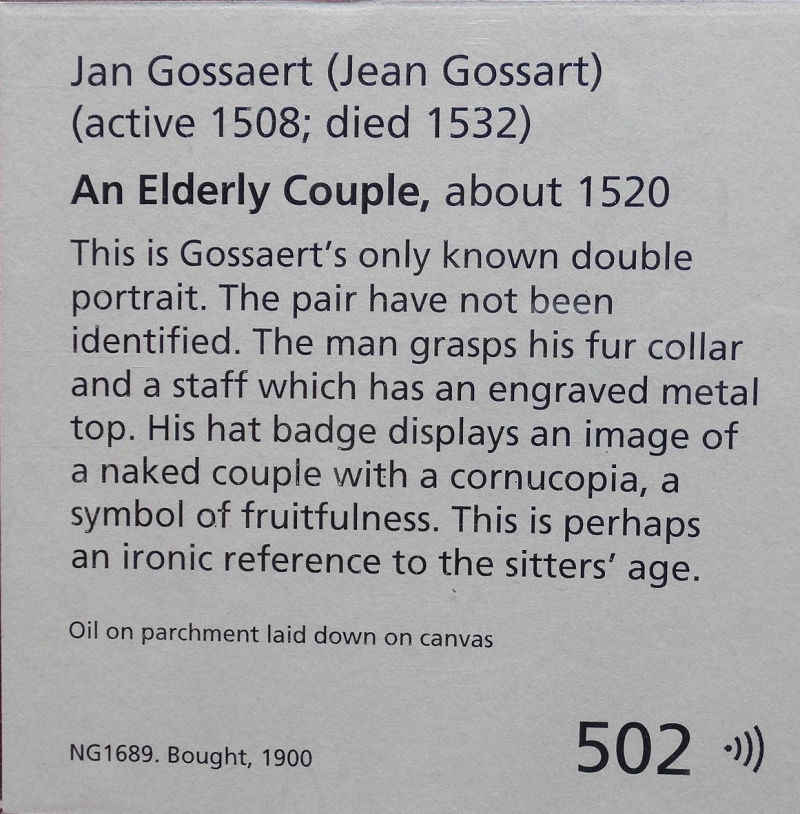 Jan Gossaert (Jean Gossart)
(active 1508; died 1532)
An Elderly Couple, about 1520
This is Gossaert's only known double
portrait. The pair have not been
identified. The man grasps his fur collar
and a staff which has an engraved metal
top. His hat badge displays an image of
a naked couple with a cornucopia, a
symbol of fruitfulness. This is perhaps
an ironic reference to the sitters' age.
Oil on parchment laid down on canvas
NG1689. Bought, 1900
502